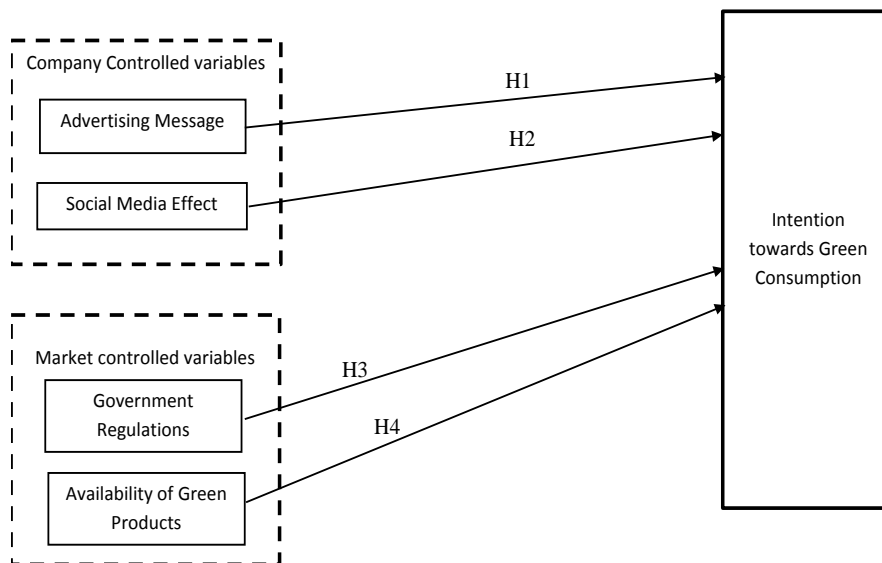 Company Controlled variables
Advertising Message
Social Media Effect
H1
H2
Market controlled variables
Government
Regulations
Availability of Green
Products
H3
H4
Intention
towards Green
Consumption